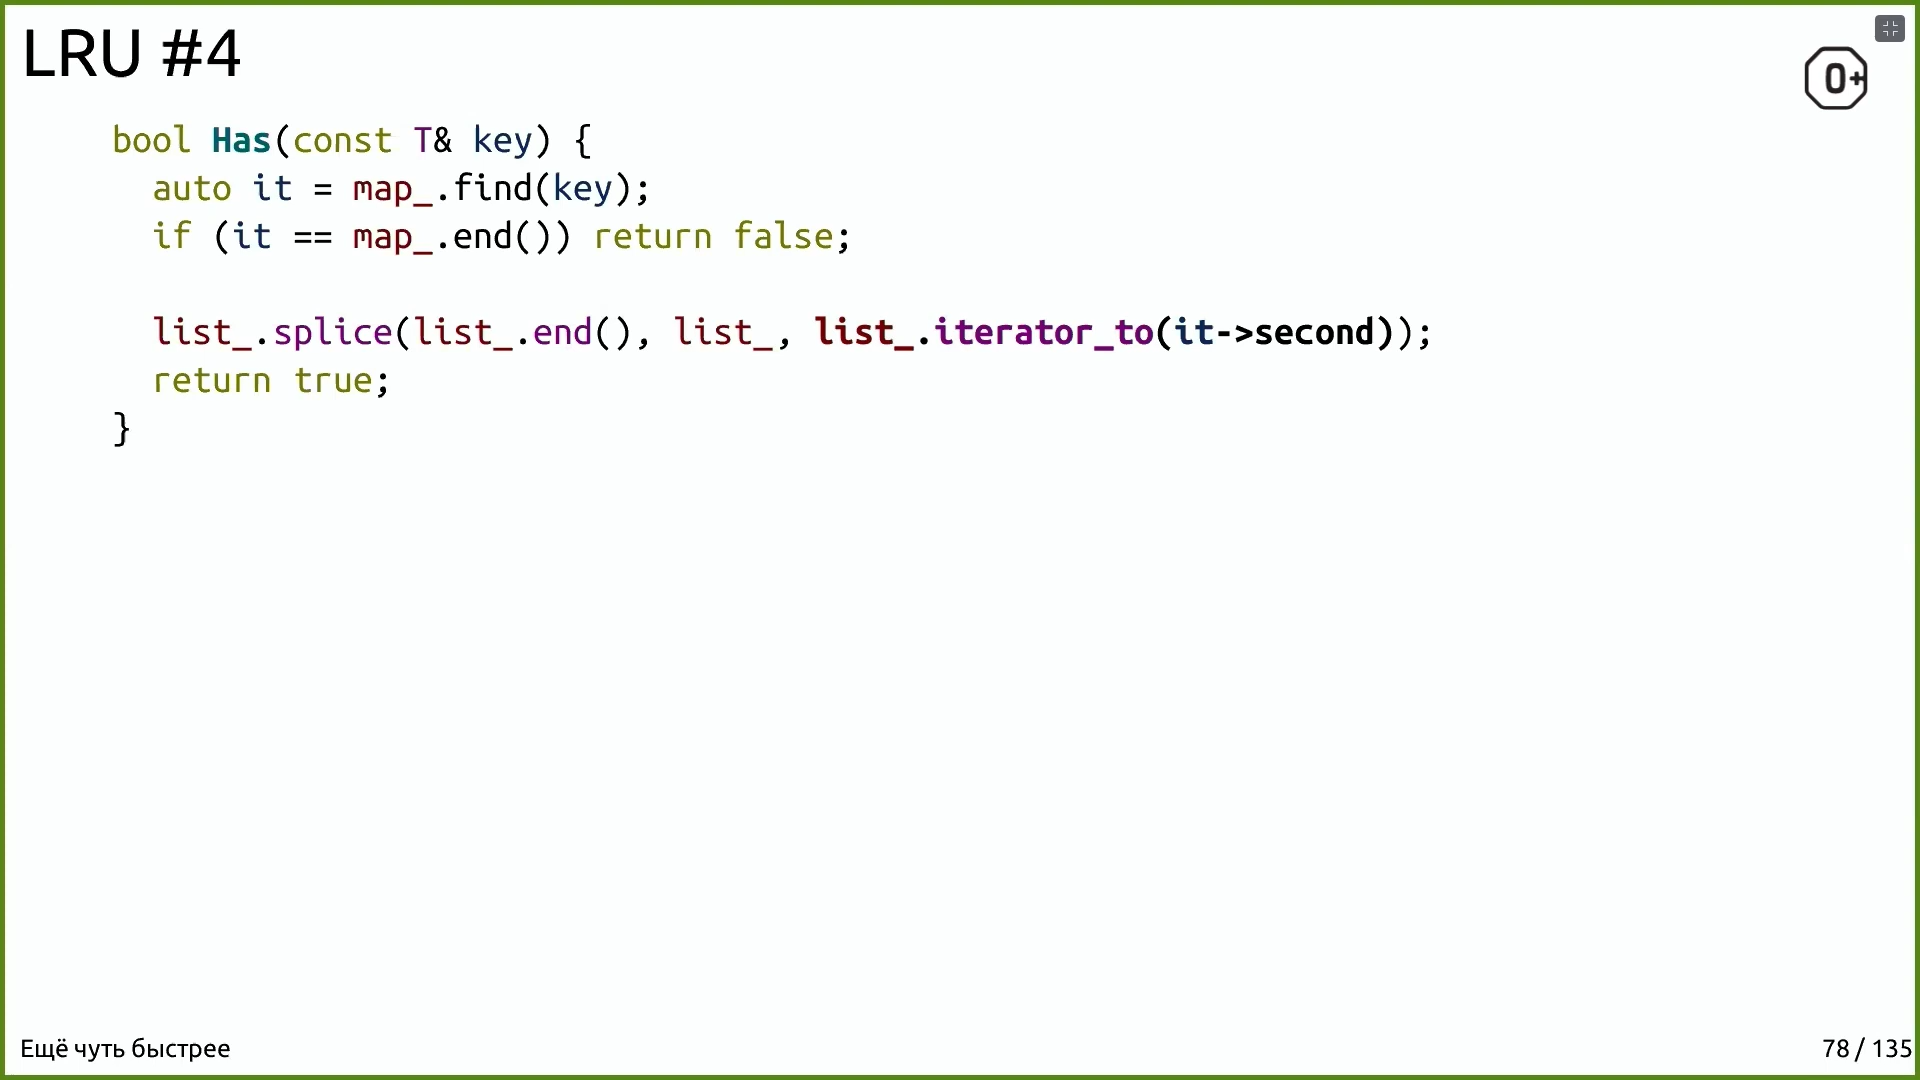 LRU #4
0+
bool Has(const T& key) {
  auto it = map_.find(key);
  if (it == map_.end()) return false;

  list_.splice(list_.end(), list_, list_.iterator_to(it->second));
  return true;
}
Ещё чуть быстрее
78 / 135